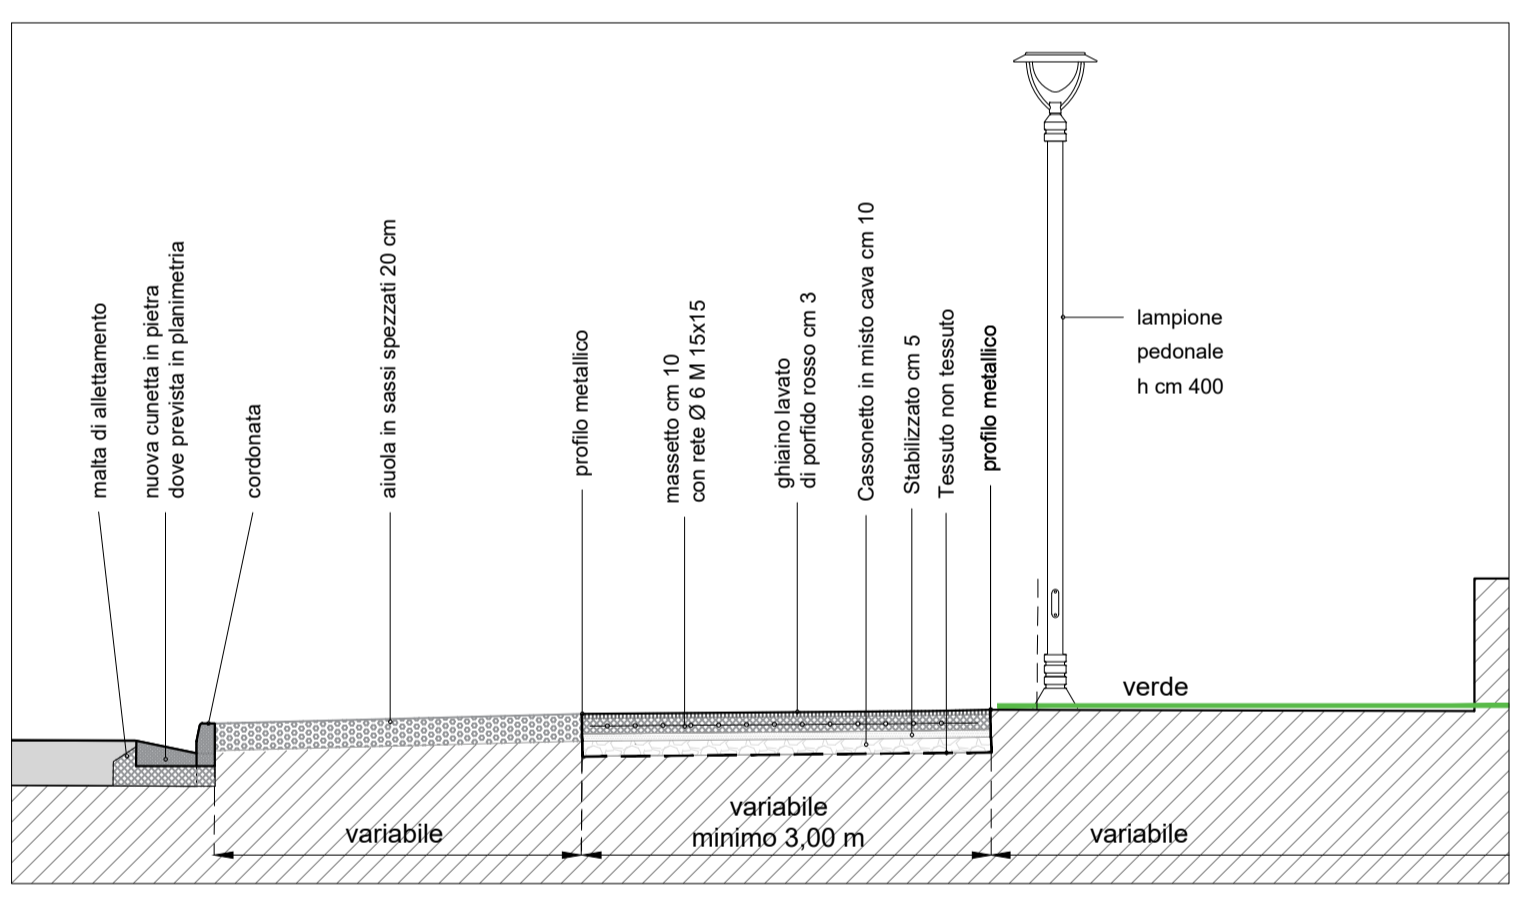 malta di allettamento
nuova cunetta in pietra
dove prevista in planimetria
cordonata
aiuola in sassi spezzati 20 cm
profilo metallico
massetto cm 10
con rete Ø 6 M 15x15
ghiaino lavato
di porfido rosso cm 3
Cassonetto in misto cava cm 10
Stabilizzato cm 5
Tessuto non tessuto
profilo metallico
lampione
pedonale
h cm 400
verde
variabile
variabile
minimo 3,00 m
variabile